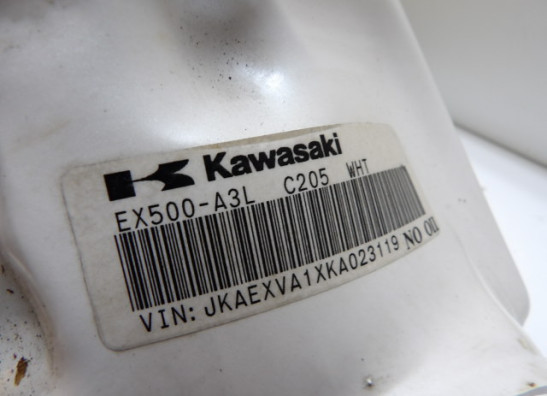 Kawasaki
EX500-A3L C205 WHT
VIN: JKAEXVA1XKA023119 NO OIL